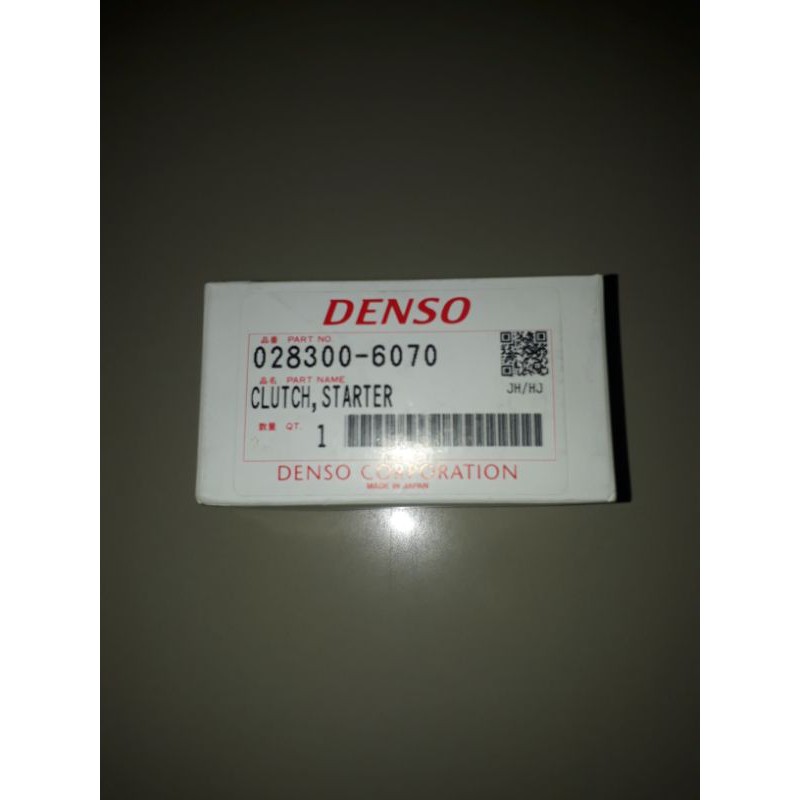 DENSO
品番 PART NO.
028300-6070
品名 PART NAME
CLUTCH, STARTER
JH/HJ
数量 QT. 1
DENSO CORPORATION
MADE IN JAPAN